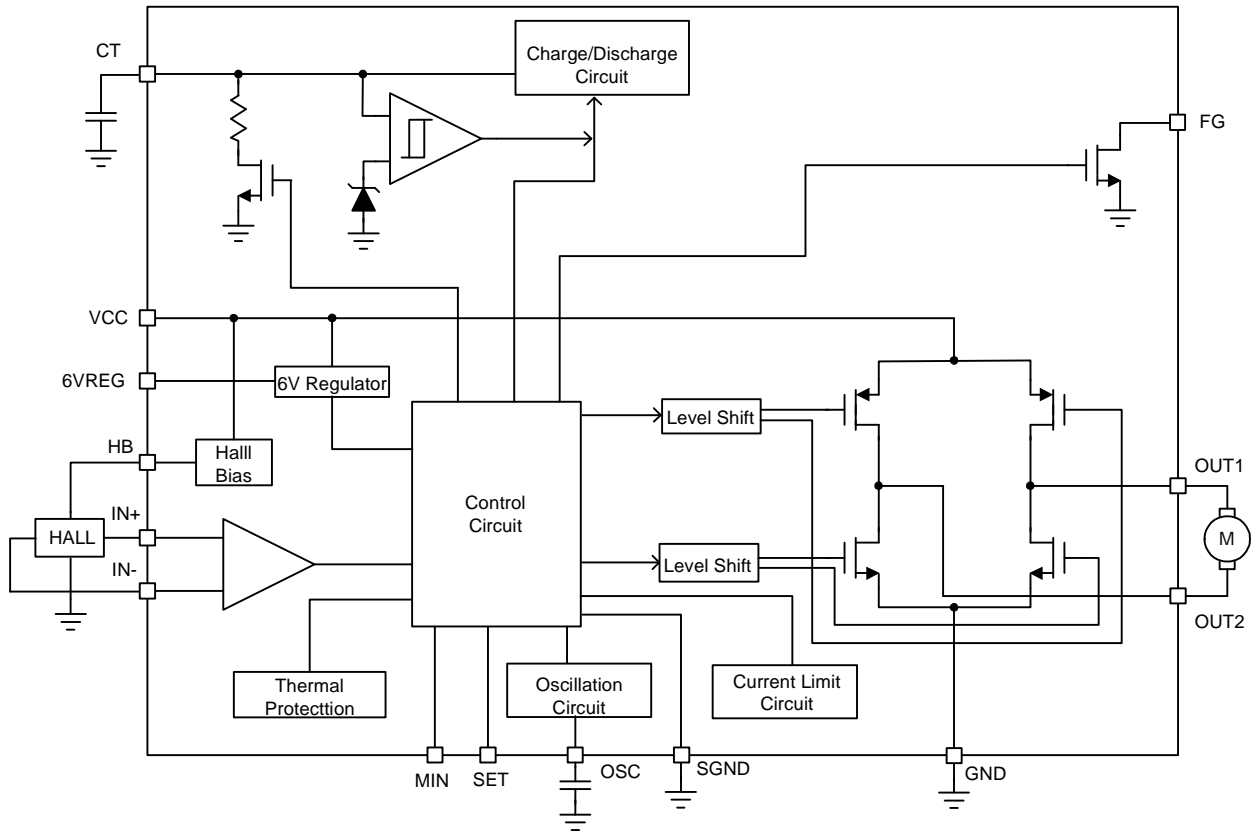 CT
Charge/Discharge
Circuit
FG
VCC
6VREG
6V Regulator
HB
Halll
Bias
IN+
HALL
IN-
Control
Circuit
Level Shift
Level Shift
OUT1
M
OUT2
Thermal
Protecttion
Oscillation
Circuit
Current Limit
Circuit
MIN
SET
OSC
SGND
GND